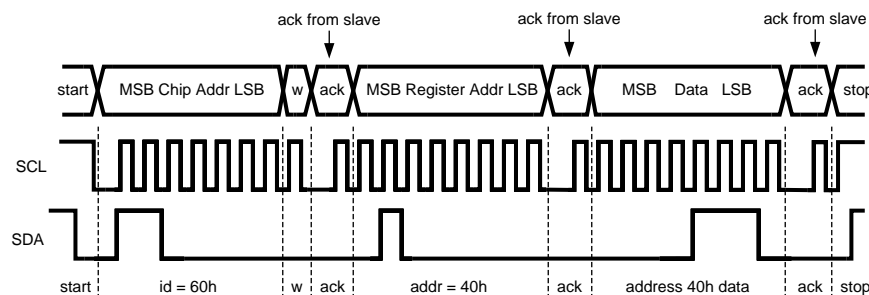 ack from slave ack from slave ack from slave
start MSB Chip Addr LSB w ack MSB Register Addr LSB ack MSB Data LSB ack stop
SCL
SDA
start id = 60h w ack addr = 40h ack address 40h data ack stop